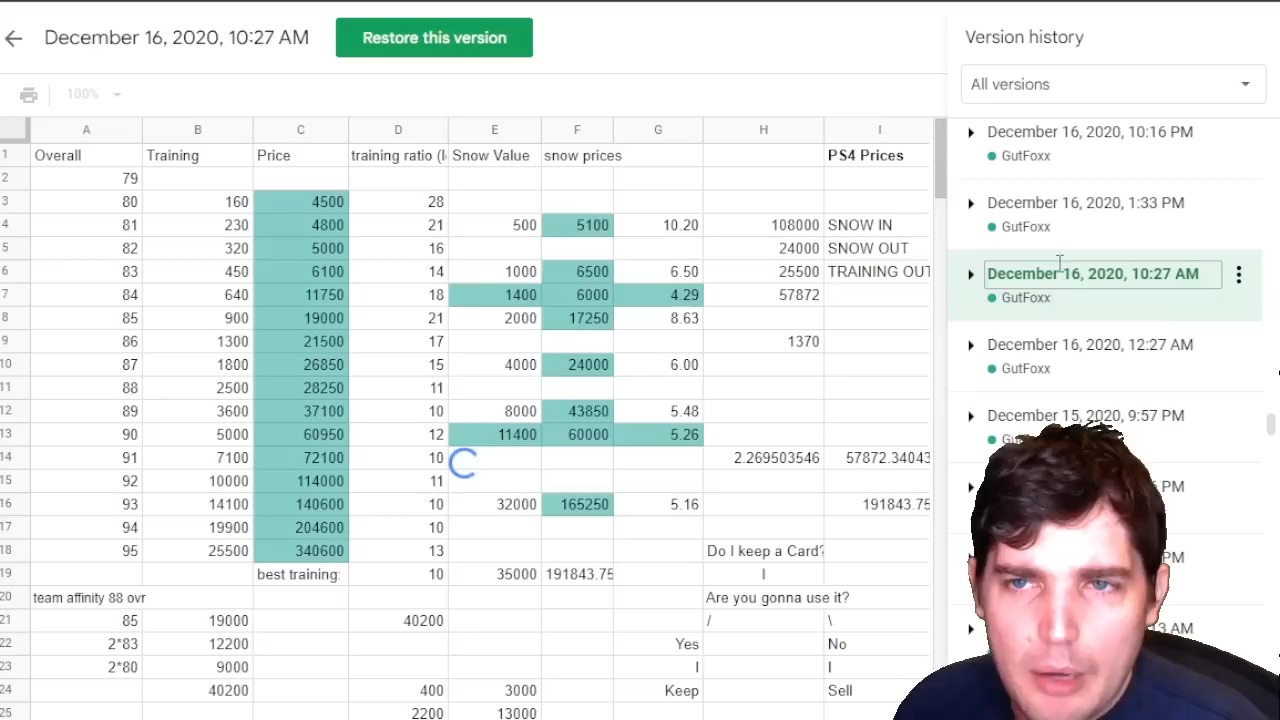 December 16, 2020, 10:27 AM Restore this version Version history
100% All versions
A B C D E F G H I
1 Overall Training Price training ratio (l Snow Value snow prices PS4 Prices
2 79
3 80 160 4500 28
4 81 230 4800 21 500 5100 10.20 108000 SNOW IN
5 82 320 5000 16 24000 SNOW OUT
6 83 450 6100 14 1000 6500 6.50 25500 TRAINING OUT
7 84 640 11750 18 1400 6000 4.29 57872
8 85 900 19000 21 2000 17250 8.63
9 86 1300 21500 17 1370
10 87 1800 26850 15 4000 24000 6.00
11 88 2500 28250 11
12 89 3600 37100 10 8000 43850 5.48
13 90 5000 60950 12 11400 60000 5.26
14 91 7100 72100 10 2.269503546 57872.34043
15 92 10000 114000 11
16 93 14100 140600 10 32000 165250 5.16 191843.75
17 94 19900 204600 10
18 95 25500 340600 13 Do I keep a Card?
19 best training: 10 35000 191843.75 I
20 team affinity 88 ovr Are you gonna use it?
21 85 19000 40200 / \
22 2*83 12200 Yes No
23 2*80 9000 I I
24 40200 400 3000 Keep Sell
25 2200 13000
December 16, 2020, 10:16 PM
GutFoxx
December 16, 2020, 1:33 PM
GutFoxx
December 16, 2020, 10:27 AM
GutFoxx
December 16, 2020, 12:27 AM
GutFoxx
December 15, 2020, 9:57 PM
PM
PM
AM